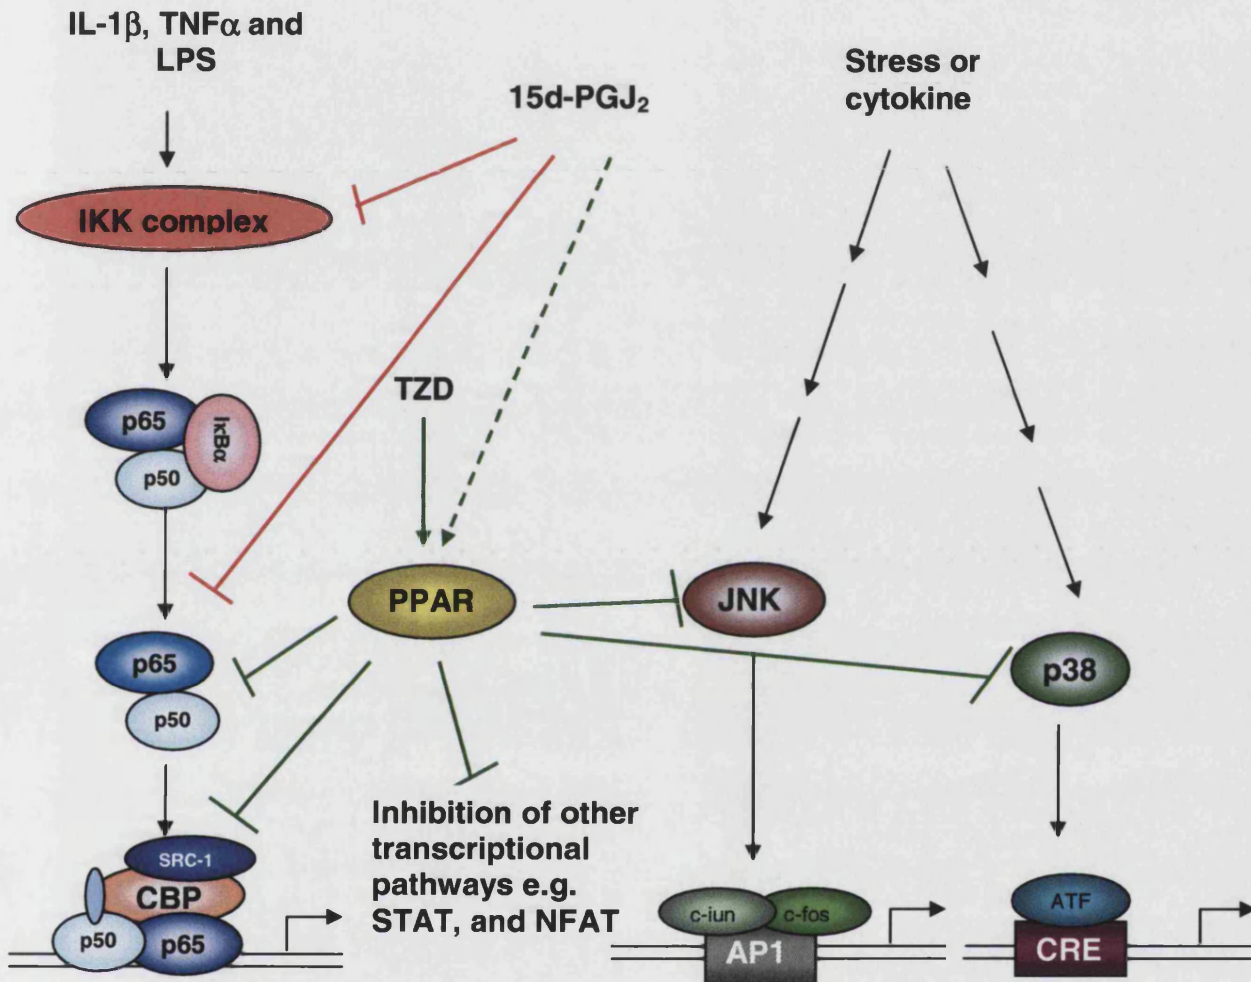 IL-1β, TNFα and
LPS
15d-PGJ₂
Stress or
cytokine
IKK complex
TZD
p65
IκBα
p50
PPAR
JNK
p65
p38
p50
Inhibition of other
transcriptional
pathways e.g.
STAT, and NFAT
SRC-1
CBP
p50
p65
c-iun
c-fos
AP1
ATF
CRE